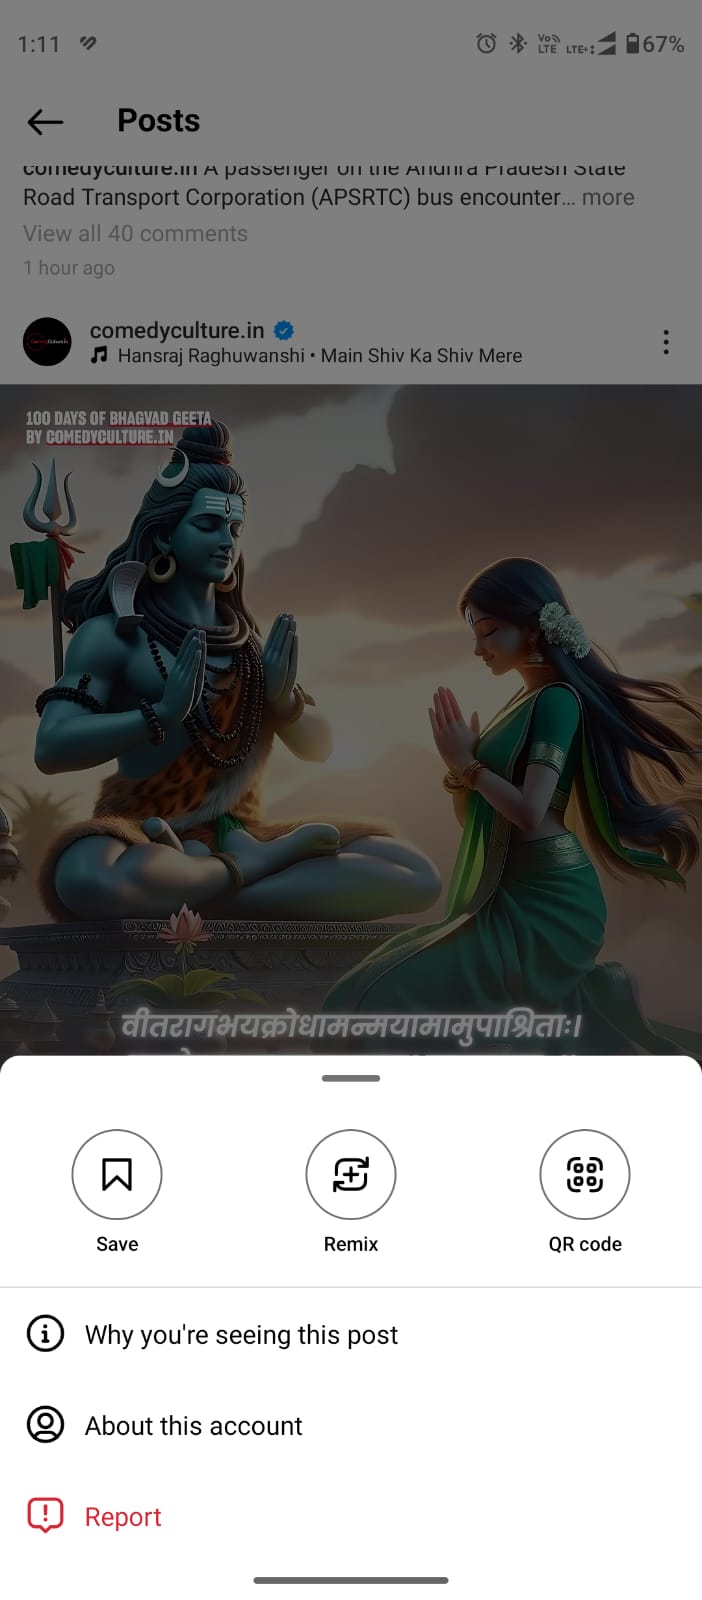 1:11
Vo LTE LTE+ 67%
Posts
comedyculture.in A passenger on the Andhra Pradesh State
Road Transport Corporation (APSRTC) bus encounter... more
View all 40 comments
1 hour ago
comedyculture.in
Hansraj Raghuwanshi • Main Shiv Ka Shiv Mere
100 DAYS OF BHAGVAD GEETA
BY COMEDYCULTURE.IN
वीतरागभयक्रोधामन्मयामामुपाश्रिताः।
Save
Remix
QR code
Why you're seeing this post
About this account
Report